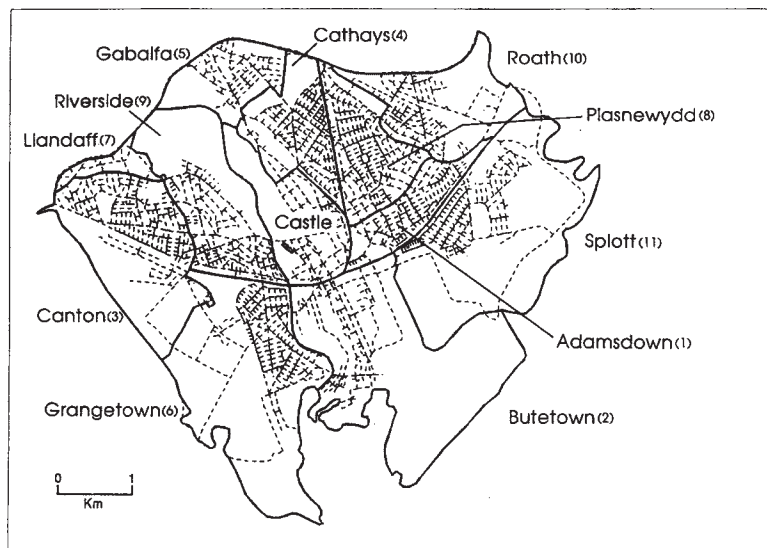 Cathays(4)
Gabalfa(5)
Roath(10)
Riverside(9)
Plasnewydd(8)
Llandaff(7)
Castle
Splott(11)
Canton(3)
Adamsdown(1)
Grangetown(6)
Butetown(2)
0 1
Km